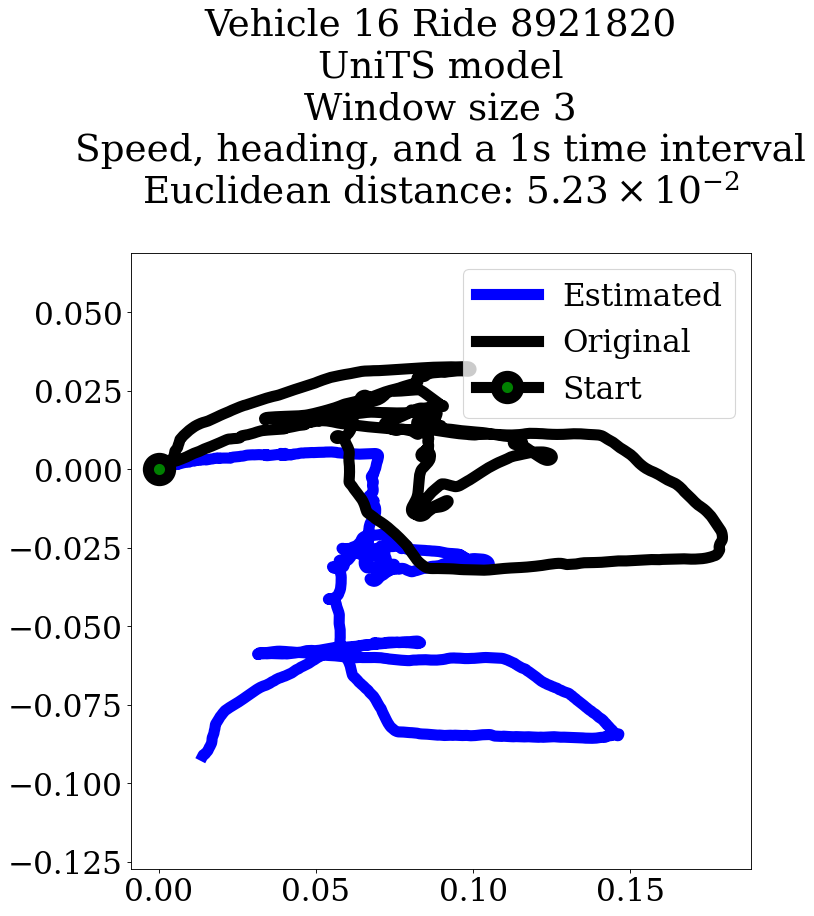 Vehicle 16 Ride 8921820
UniTS model
Window size 3
Speed, heading, and a 1s time interval
Euclidean distance: 5.23 × 10⁻²
Estimated
Original
Start
0.050
0.025
0.000
−0.025
−0.050
−0.075
−0.100
−0.125
0.00 0.05 0.10 0.15